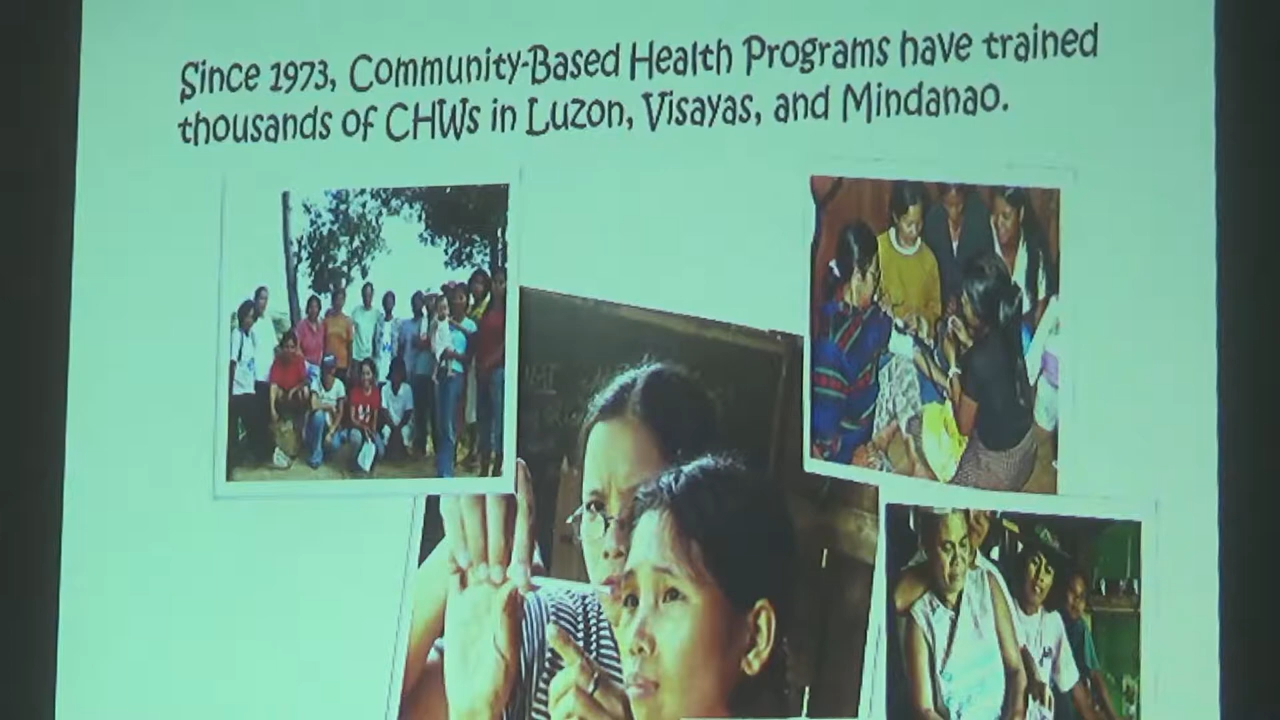 Since 1973, Community-Based Health Programs have trained
thousands of CHWs in Luzon, Visayas, and Mindanao.